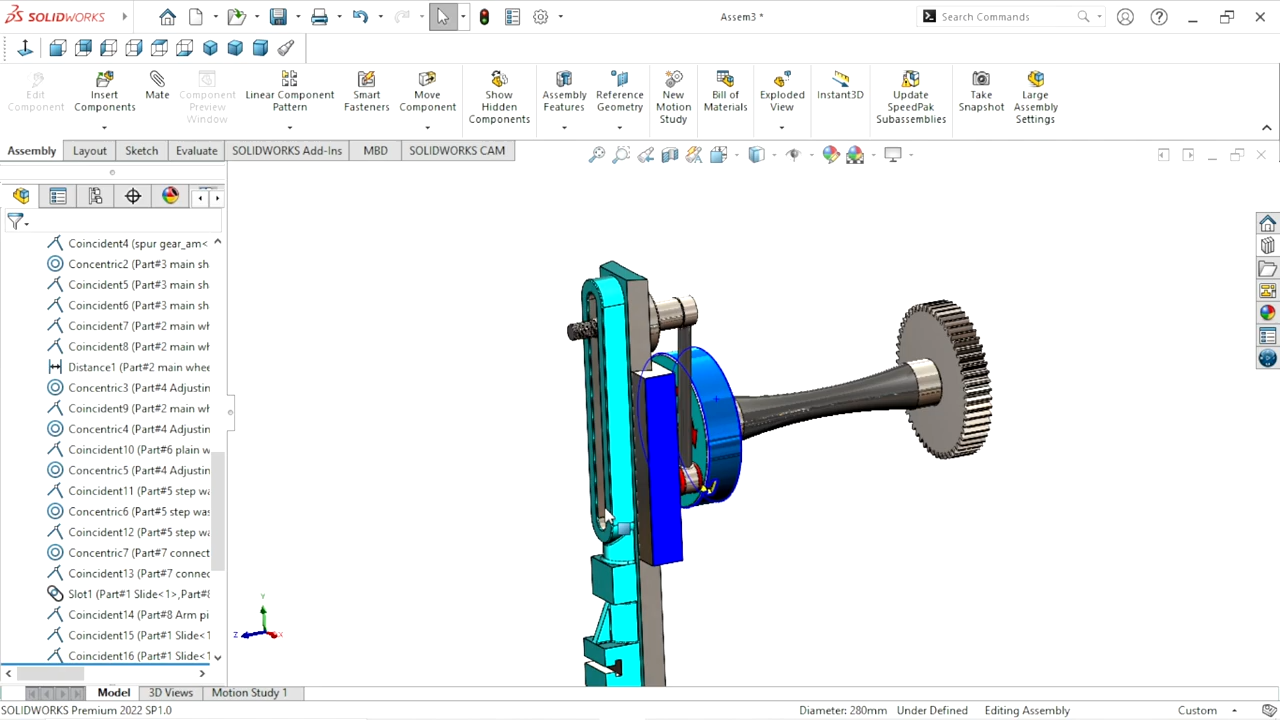 SOLIDWORKS
Assem3 *
Search Commands
Edit
Component
Insert
Components
Mate
Component
Preview
Window
Linear Component
Pattern
Smart
Fasteners
Move
Component
Show
Hidden
Components
Assembly
Features
Reference
Geometry
New
Motion
Study
Bill of
Materials
Exploded
View
Instant3D
Update
SpeedPak
Subassemblies
Take
Snapshot
Large
Assembly
Settings
Assembly
Layout
Sketch
Evaluate
SOLIDWORKS Add-Ins
MBD
SOLIDWORKS CAM
Coincident4 (spur gear_am<
Concentric2 (Part#3 main sh
Coincident5 (Part#3 main sh
Coincident6 (Part#3 main sh
Coincident7 (Part#2 main wh
Coincident8 (Part#2 main wh
Distance1 (Part#2 main whee
Concentric3 (Part#4 Adjustin
Coincident9 (Part#2 main wh
Concentric4 (Part#4 Adjustin
Coincident10 (Part#6 plain w
Concentric5 (Part#4 Adjustin
Coincident11 (Part#5 step wa
Concentric6 (Part#5 step was
Coincident12 (Part#5 step wa
Concentric7 (Part#7 connect
Coincident13 (Part#7 connec
Slot1 (Part#1 Slide<1>,Part#8
Coincident14 (Part#8 Arm pi
Coincident15 (Part#1 Slide<1
Coincident16 (Part#1 Slide<1
Y
Z
X
Model
3D Views
Motion Study 1
SOLIDWORKS Premium 2022 SP1.0
Diameter: 280mm
Under Defined
Editing Assembly
Custom